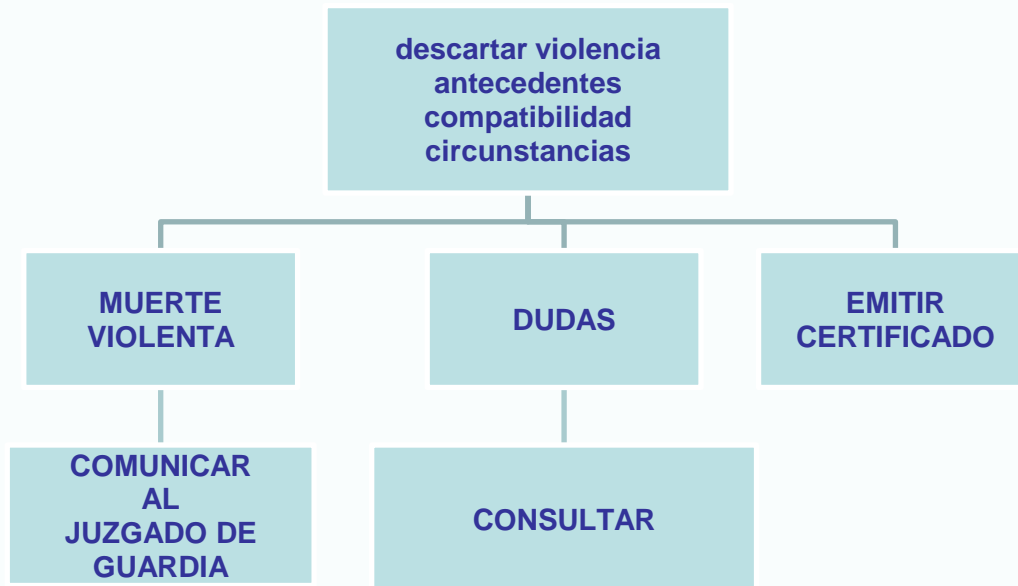 descartar violencia
antecedentes
compatibilidad
circunstancias
MUERTE
VIOLENTA
DUDAS
EMITIR
CERTIFICADO
COMUNICAR
AL
JUZGADO DE
GUARDIA
CONSULTAR